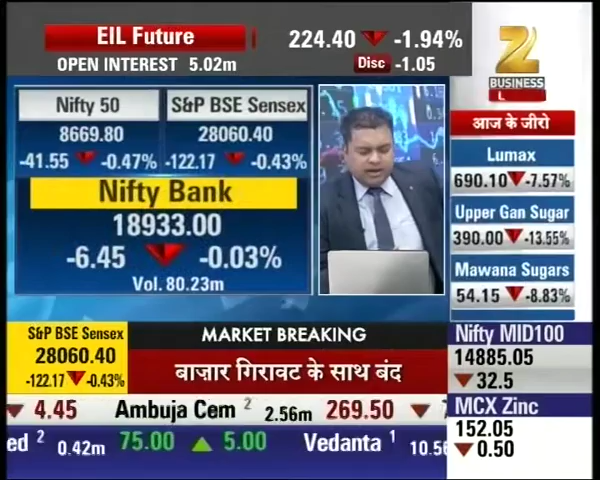 EIL Future
OPEN INTEREST 5.02m
224.40 -1.94%
Disc -1.05
Z
BUSINESS
L
Nifty 50
8669.80
-41.55 -0.47%
S&P BSE Sensex
28060.40
-122.17 -0.43%
Nifty Bank
18933.00
-6.45 -0.03%
Vol. 80.23m
आज के जीरो
Lumax
690.10 -7.57%
Upper Gan Sugar
390.00 -13.55%
Mawana Sugars
54.15 -8.83%
S&P BSE Sensex
28060.40
-122.17 -0.43%
MARKET BREAKING
बाज़ार गिरावट के साथ बंद
Nifty MID100
14885.05
32.5
MCX Zinc
152.05
0.50
4.45 Ambuja Cem 2 2.56m 269.50
ed 2 0.42m 75.00 5.00 Vedanta 1 10.56